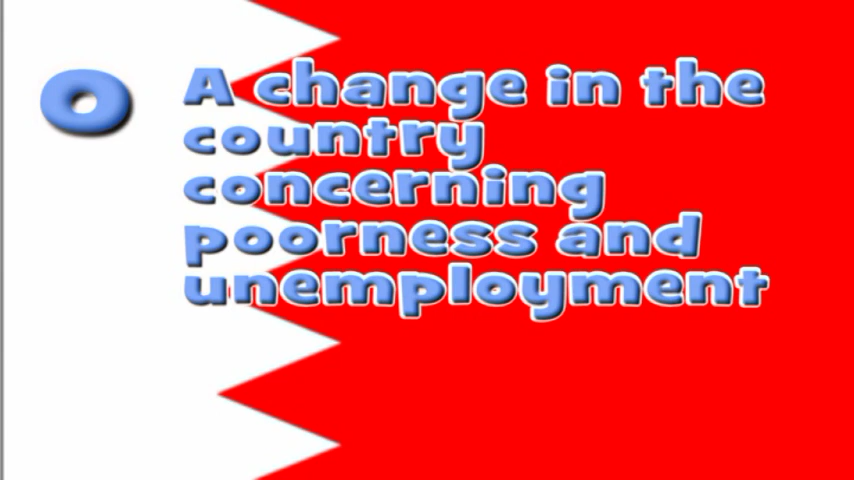 o A change in the
country
concerning
poorness and
unemployment